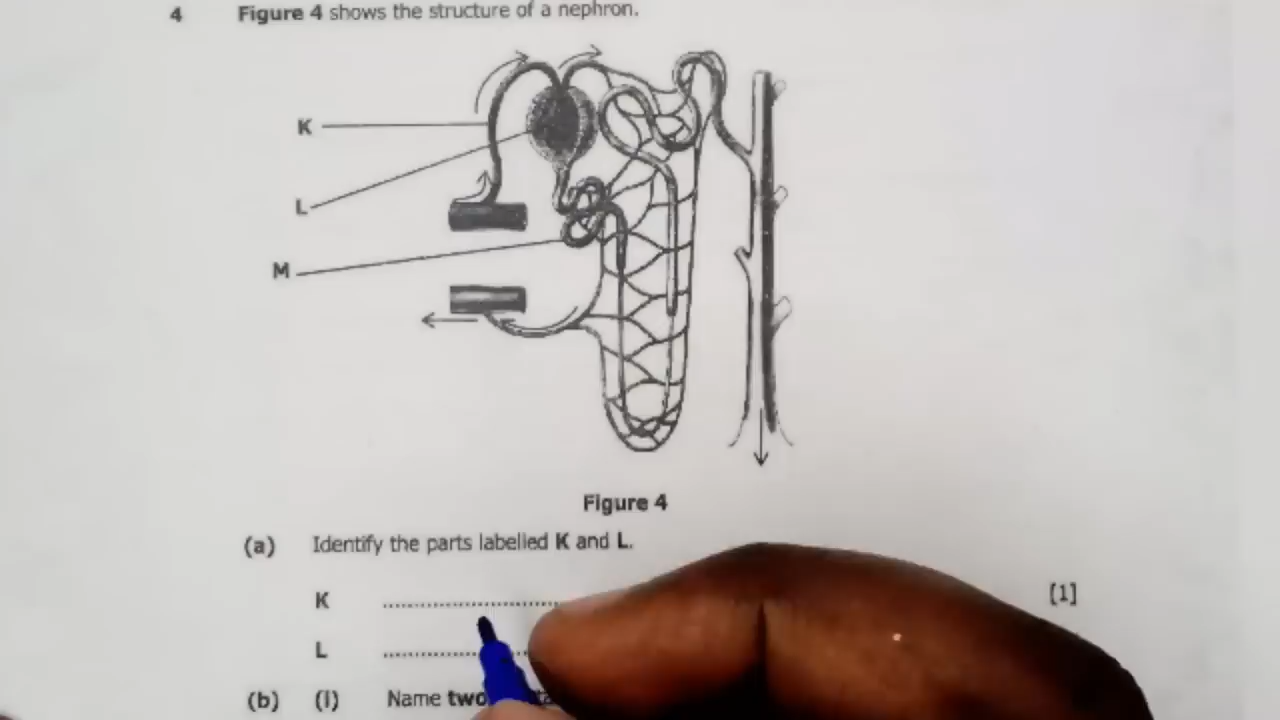 4 Figure 4 shows the structure of a nephron.
K
L
M
Figure 4
(a) Identify the parts labelled K and L.
K ........................ [1]
L ........................
(b) (i) Name two